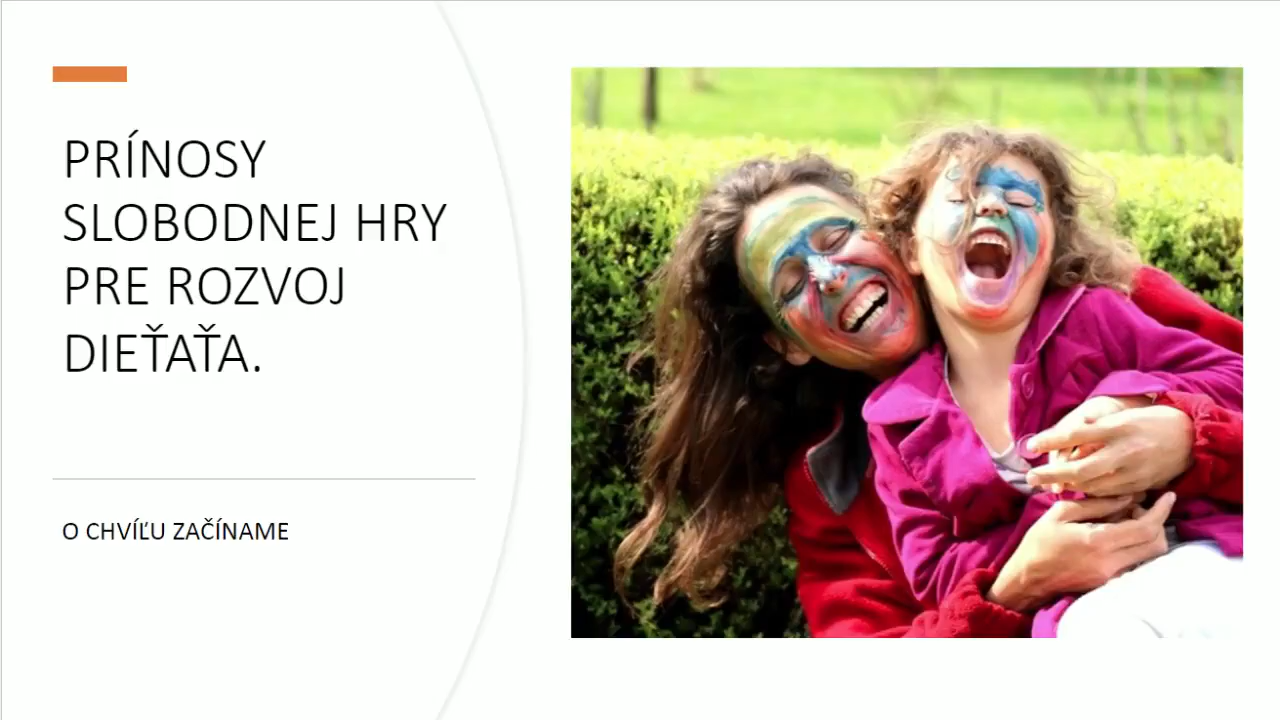 PRÍNOSY
SLOBODNEJ HRY
PRE ROZVOJ
DIEŤAŤA.
O CHVÍĽU ZAČÍNAME